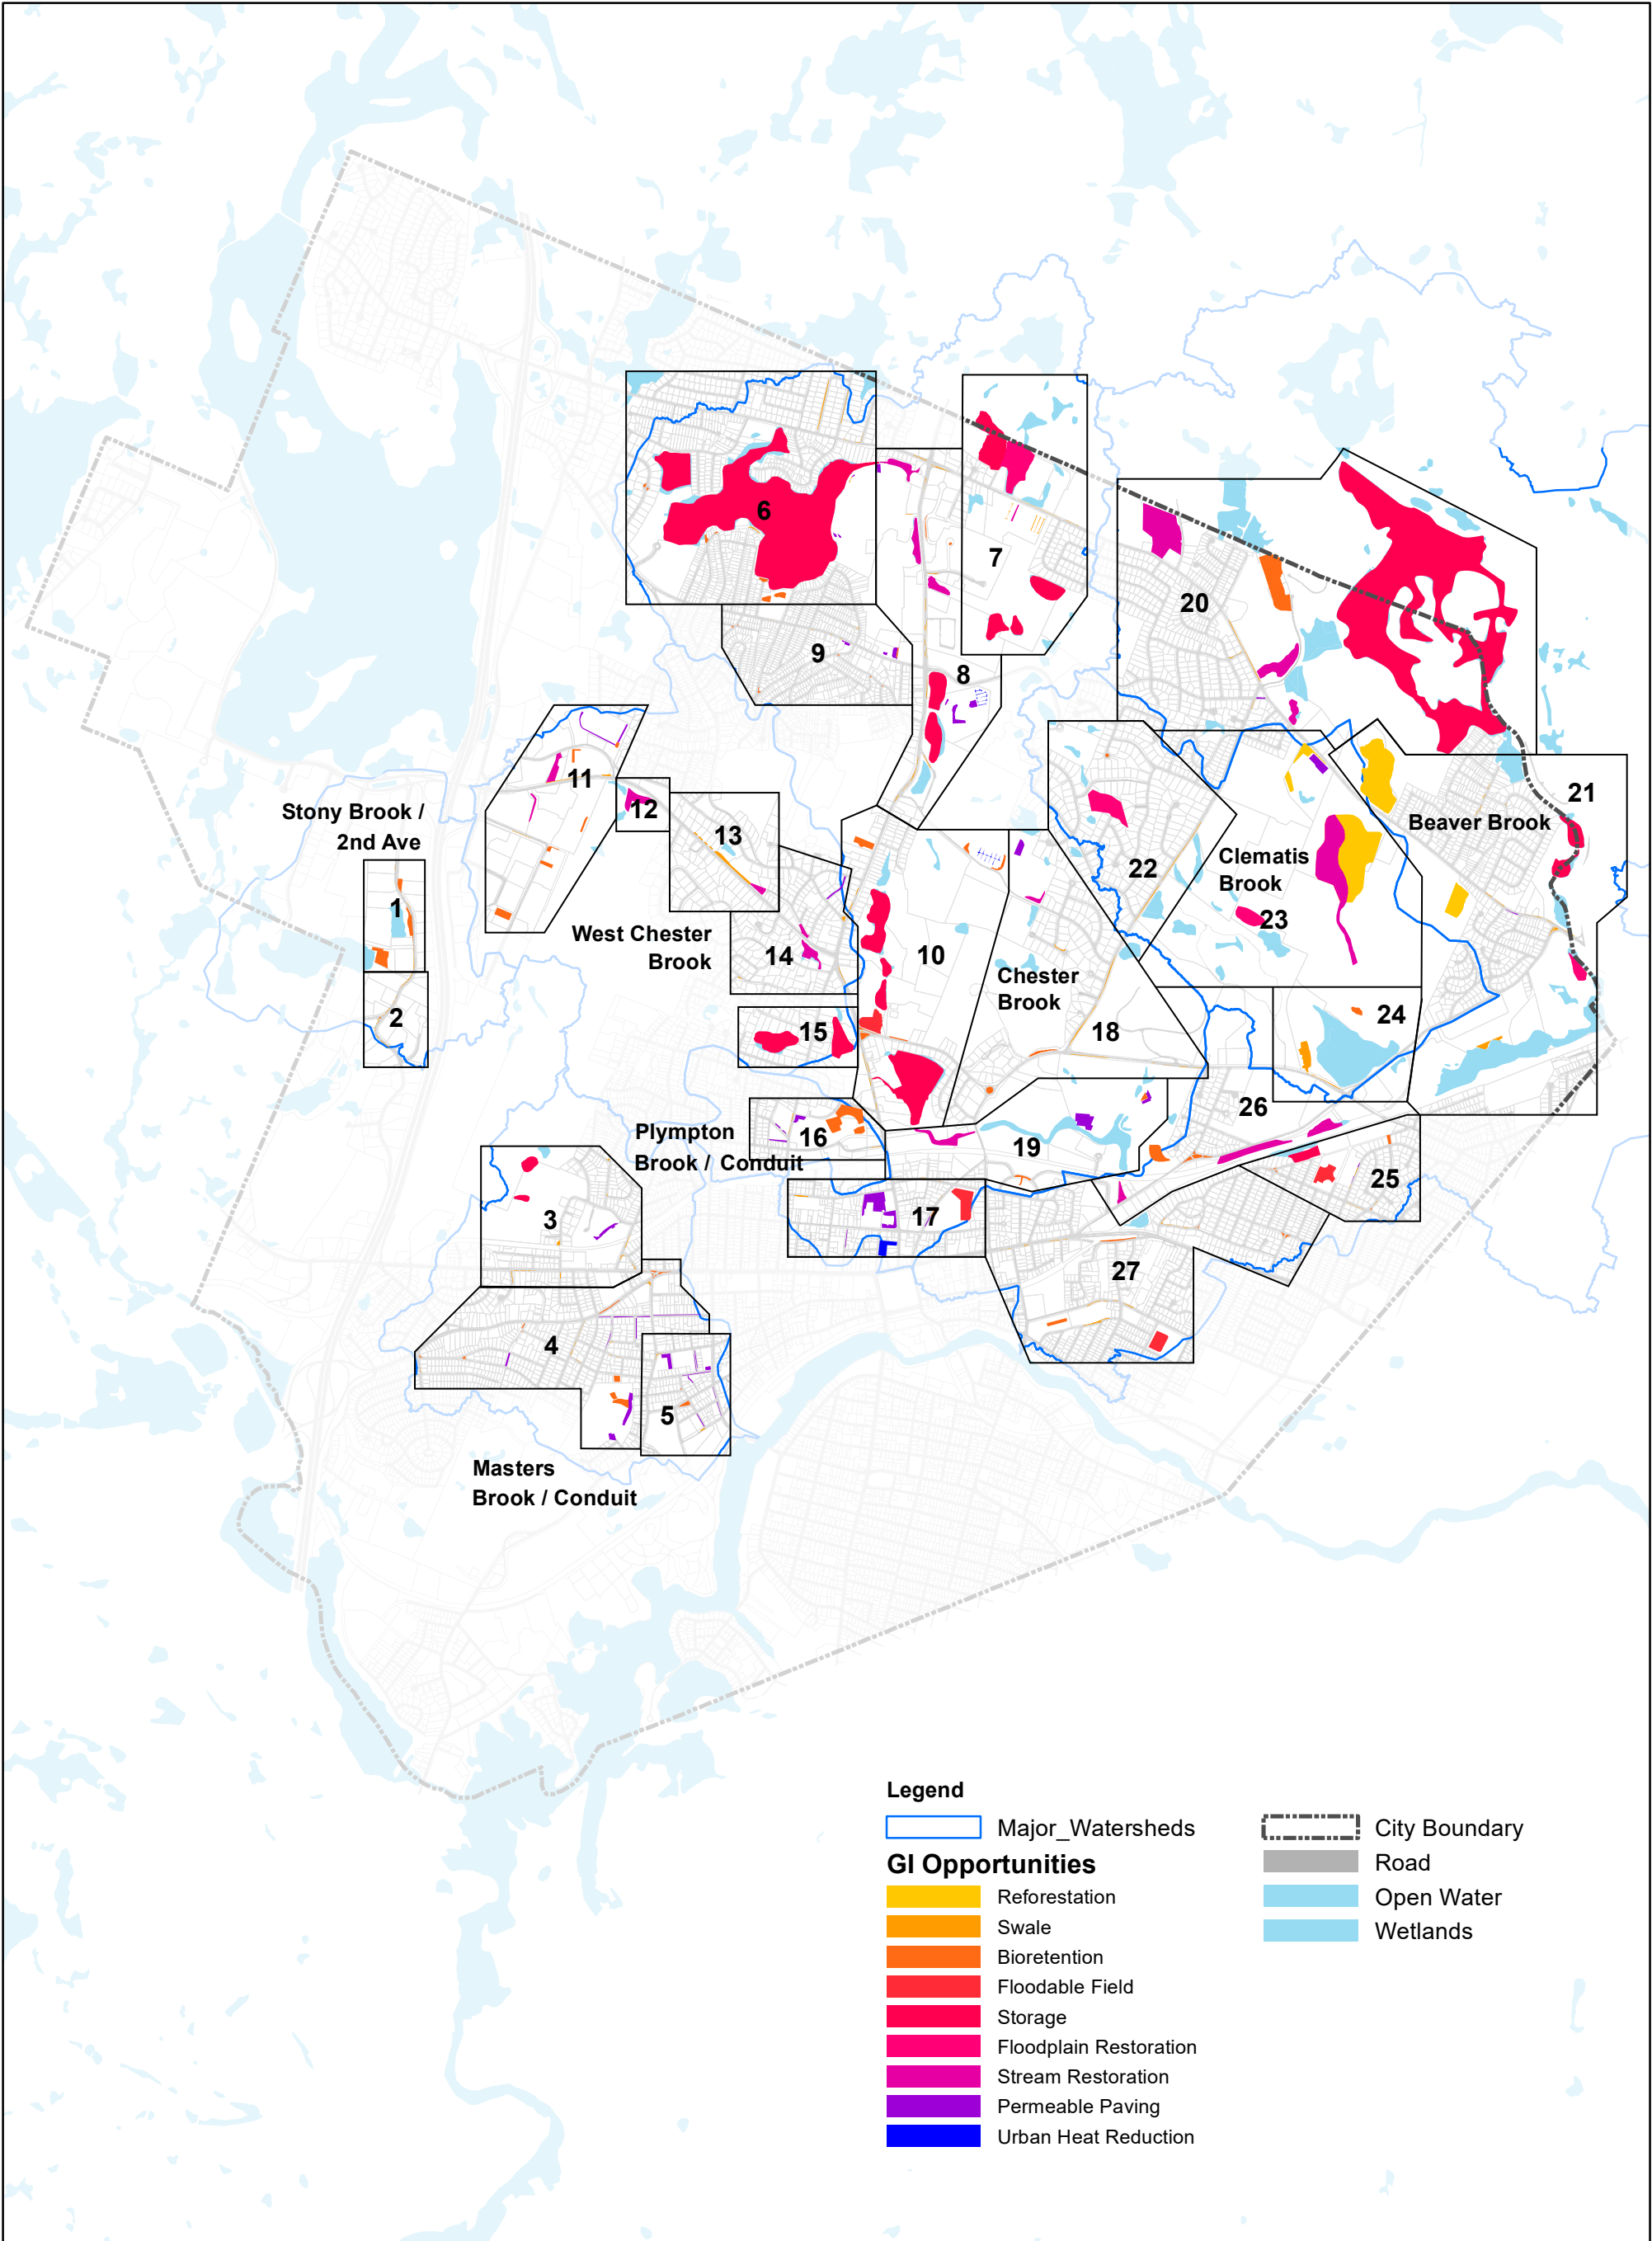 6
7
20
9
8
11
21
12
Stony Brook /
2nd Ave
13
Beaver Brook
22
Clematis
Brook
1
23
West Chester
Brook
14
10
Chester
Brook
2
15
18
24
26
Plympton
Brook / Conduit
16
19
3
17
25
27
4
5
Masters
Brook / Conduit
Legend
Major_Watersheds
GI Opportunities
Reforestation
Swale
Bioretention
Floodable Field
Storage
Floodplain Restoration
Stream Restoration
Permeable Paving
Urban Heat Reduction
City Boundary
Road
Open Water
Wetlands